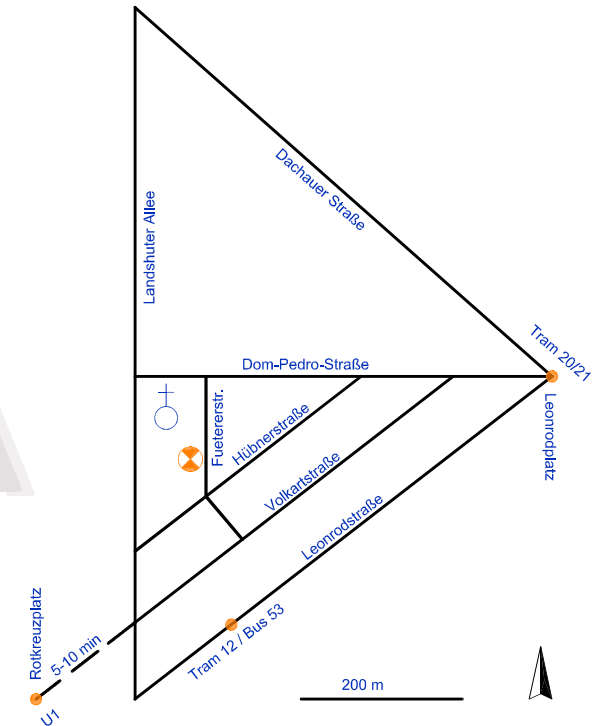 Dachauer Straße
Landshuter Allee
Tram 20/21
Dom-Pedro-Straße
Leonrodplatz
Fuetererstr.
Hübnerstraße
Volkartstraße
Leonrodstraße
Rotkreuzplatz
5-10 min
Tram 12 / Bus 53
200 m
U1